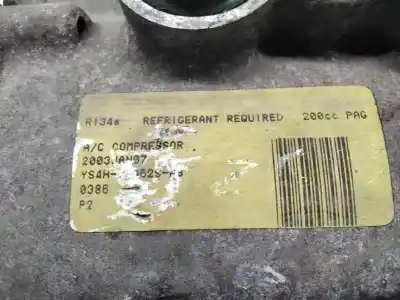 R134a REFRIGERANT REQUIRED 200cc PAG
A/C COMPRESSOR
2003JAN07
0386
P2